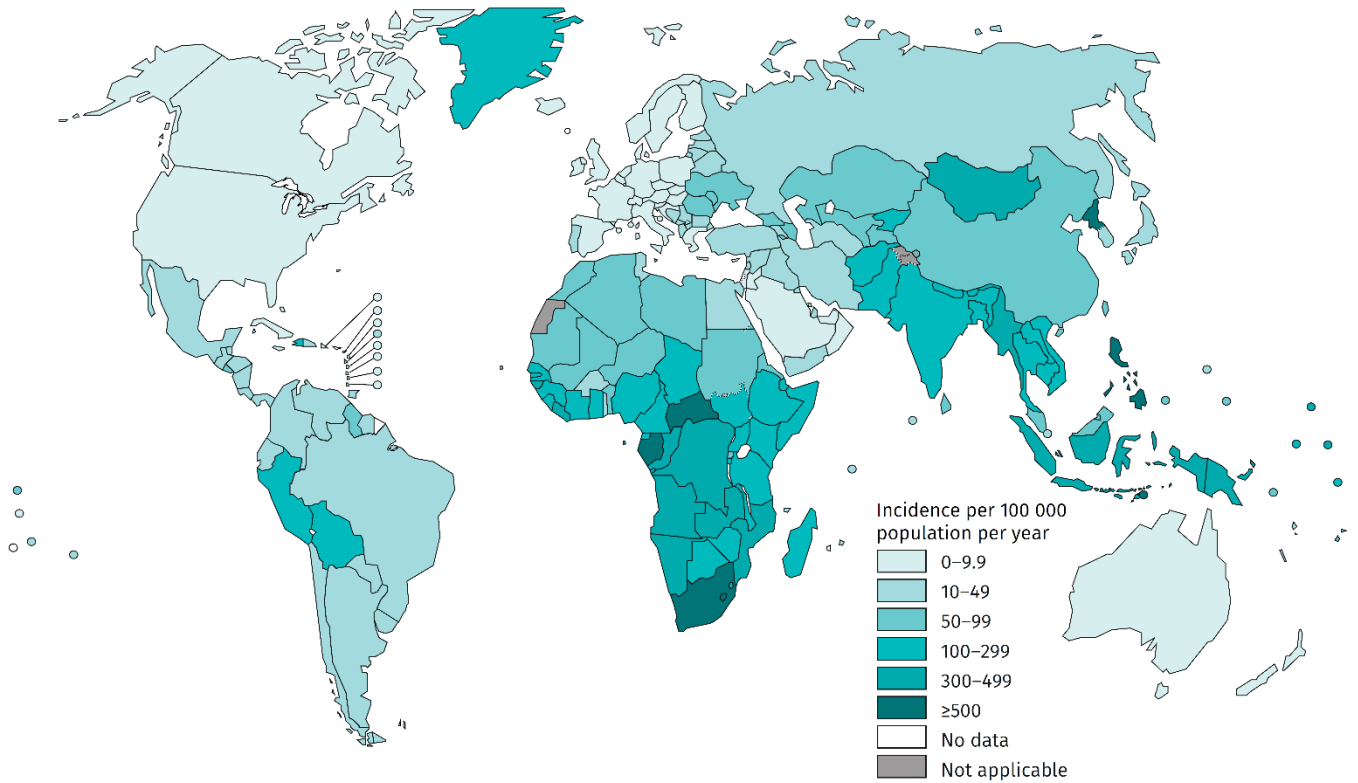 Incidence per 100 000
population per year
0–9.9
10–49
50–99
100–299
300–499
≥500
No data
Not applicable